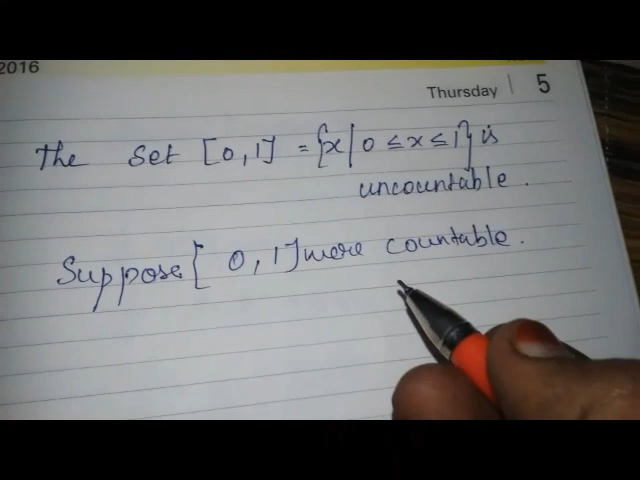 2016
Thursday | 5
The Set [0,1] = {x | 0 ≤ x ≤ 1} is
uncountable.
Suppose [0,1] were countable.